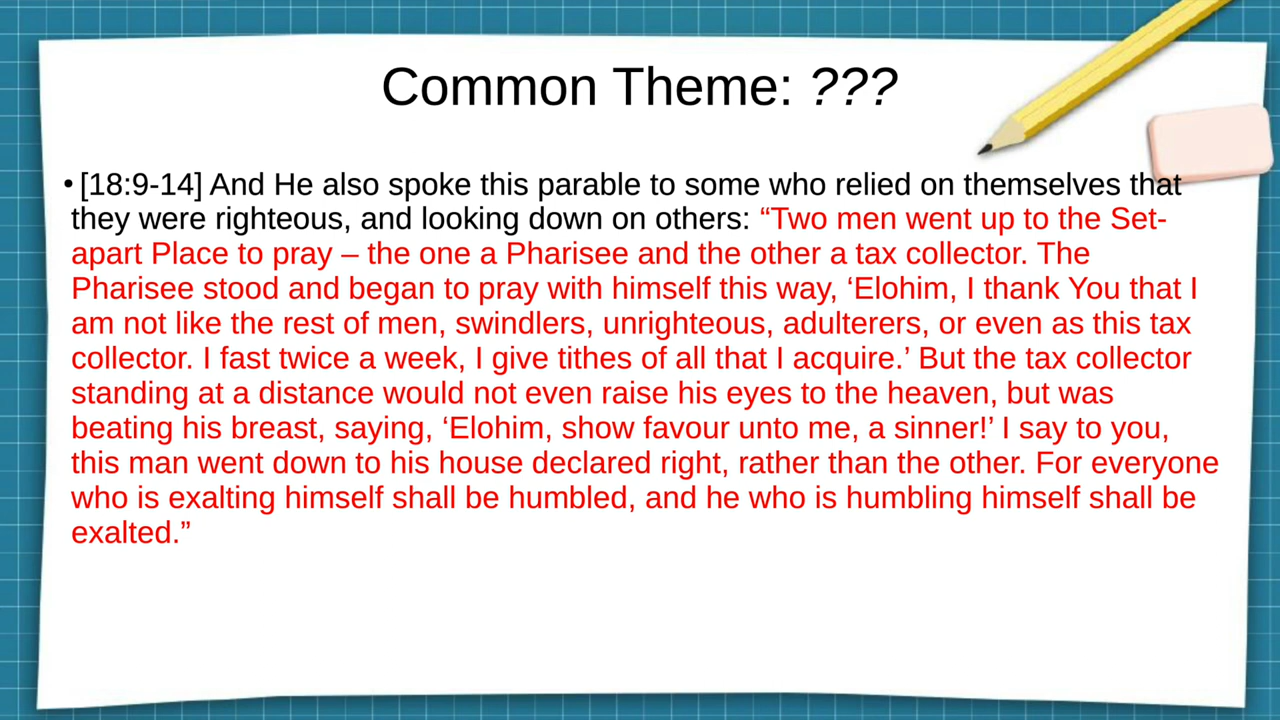 Common Theme: ???
• [18:9-14] And He also spoke this parable to some who relied on themselves that
they were righteous, and looking down on others: “Two men went up to the Set-
apart Place to pray – the one a Pharisee and the other a tax collector. The
Pharisee stood and began to pray with himself this way, ‘Elohim, I thank You that I
am not like the rest of men, swindlers, unrighteous, adulterers, or even as this tax
collector. I fast twice a week, I give tithes of all that I acquire.’ But the tax collector
standing at a distance would not even raise his eyes to the heaven, but was
beating his breast, saying, ‘Elohim, show favour unto me, a sinner!’ I say to you,
this man went down to his house declared right, rather than the other. For everyone
who is exalting himself shall be humbled, and he who is humbling himself shall be
exalted.”